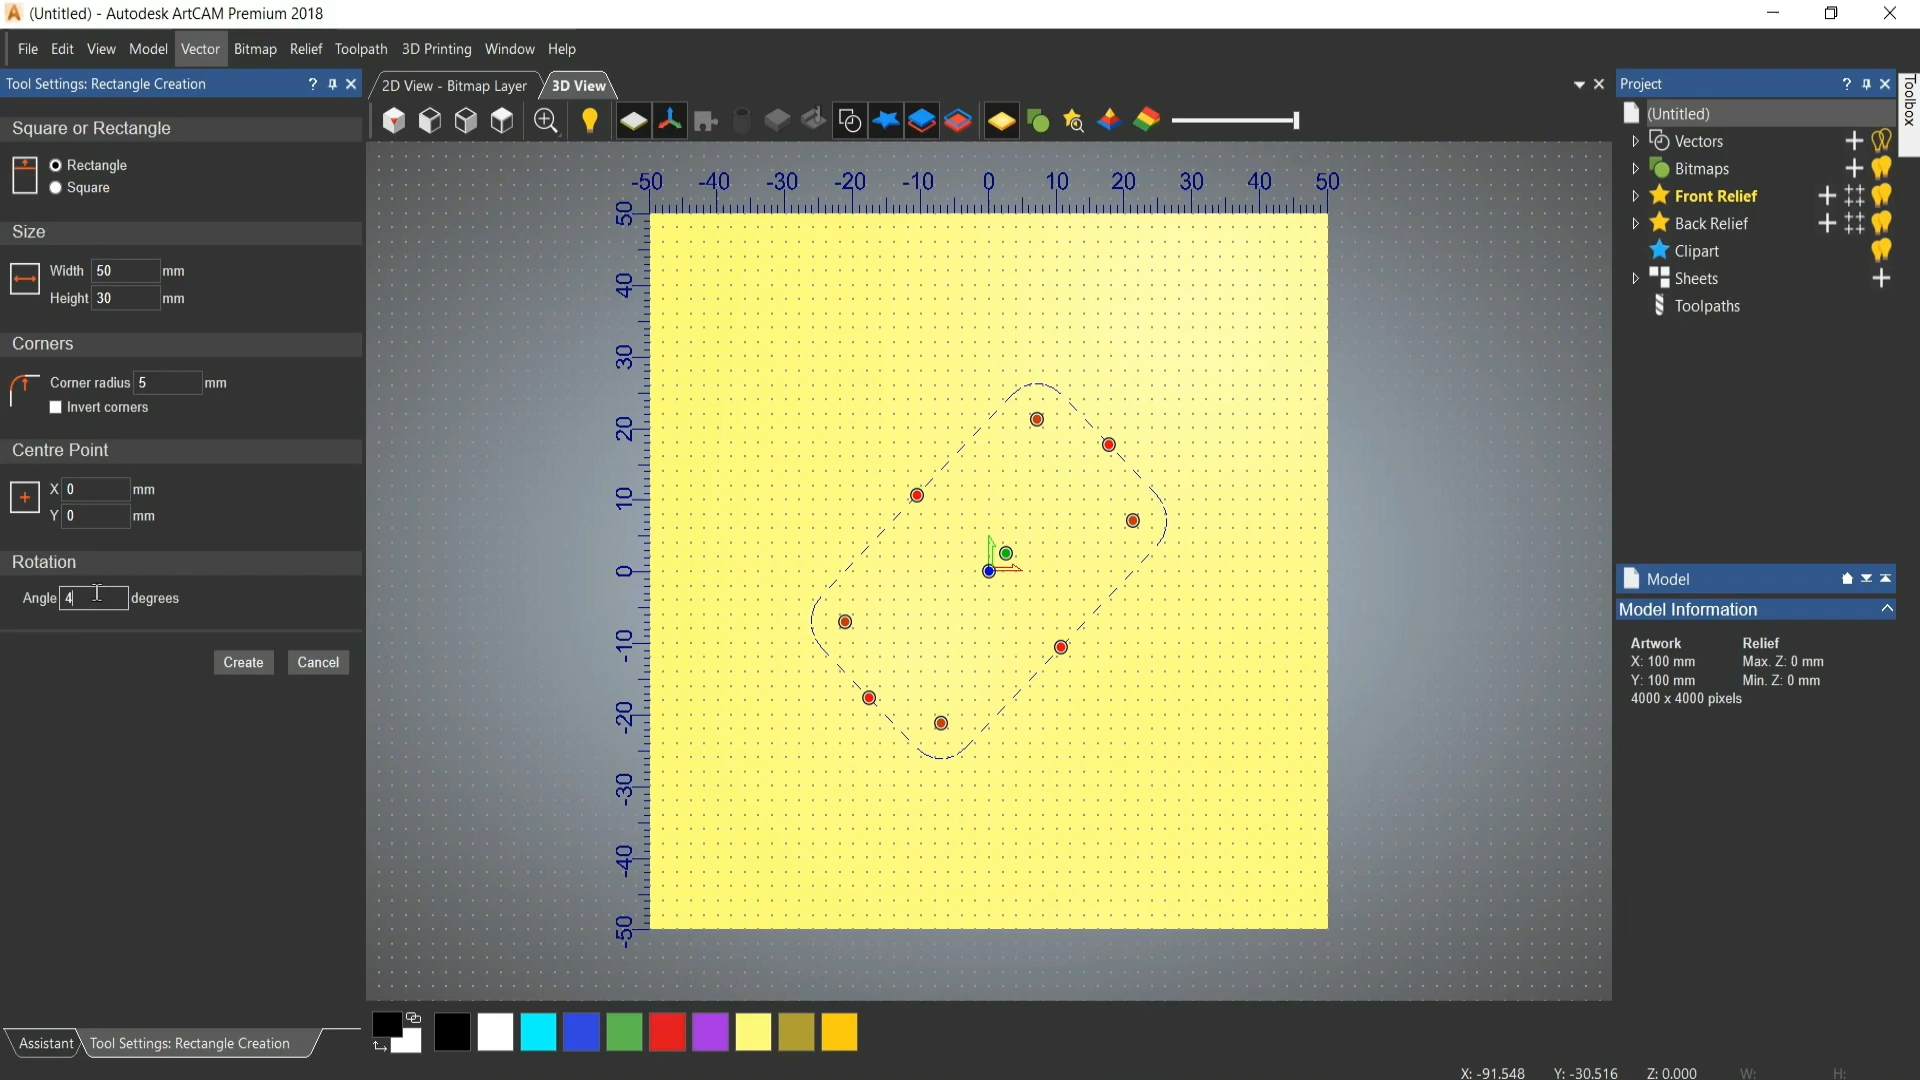 (Untitled) - Autodesk ArtCAM Premium 2018
File Edit View Model Vector Bitmap Relief Toolpath 3D Printing Window Help
Tool Settings: Rectangle Creation ?
Square or Rectangle
Rectangle
Square
Size
Width 50 mm
Height 30 mm
Corners
Corner radius 5 mm
Invert corners
Centre Point
X 0 mm
Y 0 mm
Rotation
Angle 4 degrees
Create Cancel
Assistant Tool Settings: Rectangle Creation
2D View - Bitmap Layer 3D View
-50 -40 -30 -20 -10 0 10 20 30 40 50
50
40
30
20
10
0
-10
-20
-30
-40
-50
Project ?
Toolbox
(Untitled)
Vectors
Bitmaps
Front Relief
Back Relief
Clipart
Sheets
Toolpaths
Model
Model Information
Artwork Relief
X: 100 mm Max. Z: 0 mm
Y: 100 mm Min. Z: 0 mm
4000 x 4000 pixels
X: -91.548 Y: -30.516 Z: 0.000 W: H: